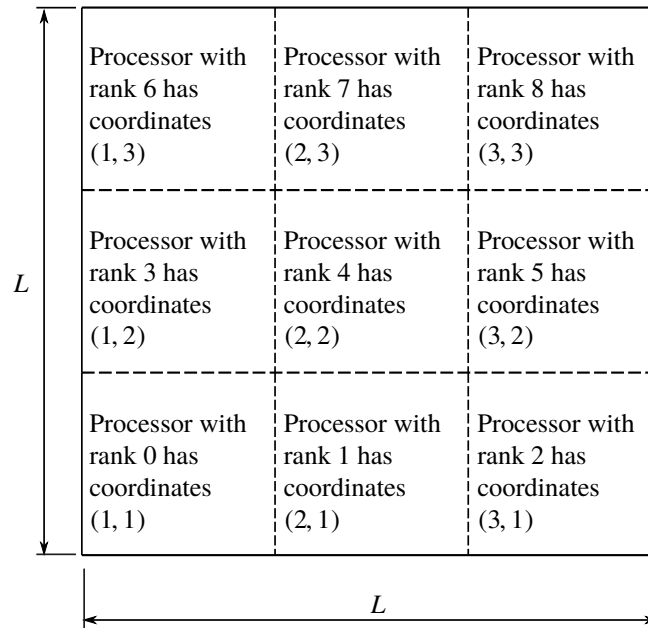 Processor with
rank 6 has
coordinates
(1, 3)
Processor with
rank 7 has
coordinates
(2, 3)
Processor with
rank 8 has
coordinates
(3, 3)
L
Processor with
rank 3 has
coordinates
(1, 2)
Processor with
rank 4 has
coordinates
(2, 2)
Processor with
rank 5 has
coordinates
(3, 2)
Processor with
rank 0 has
coordinates
(1, 1)
Processor with
rank 1 has
coordinates
(2, 1)
Processor with
rank 2 has
coordinates
(3, 1)
L